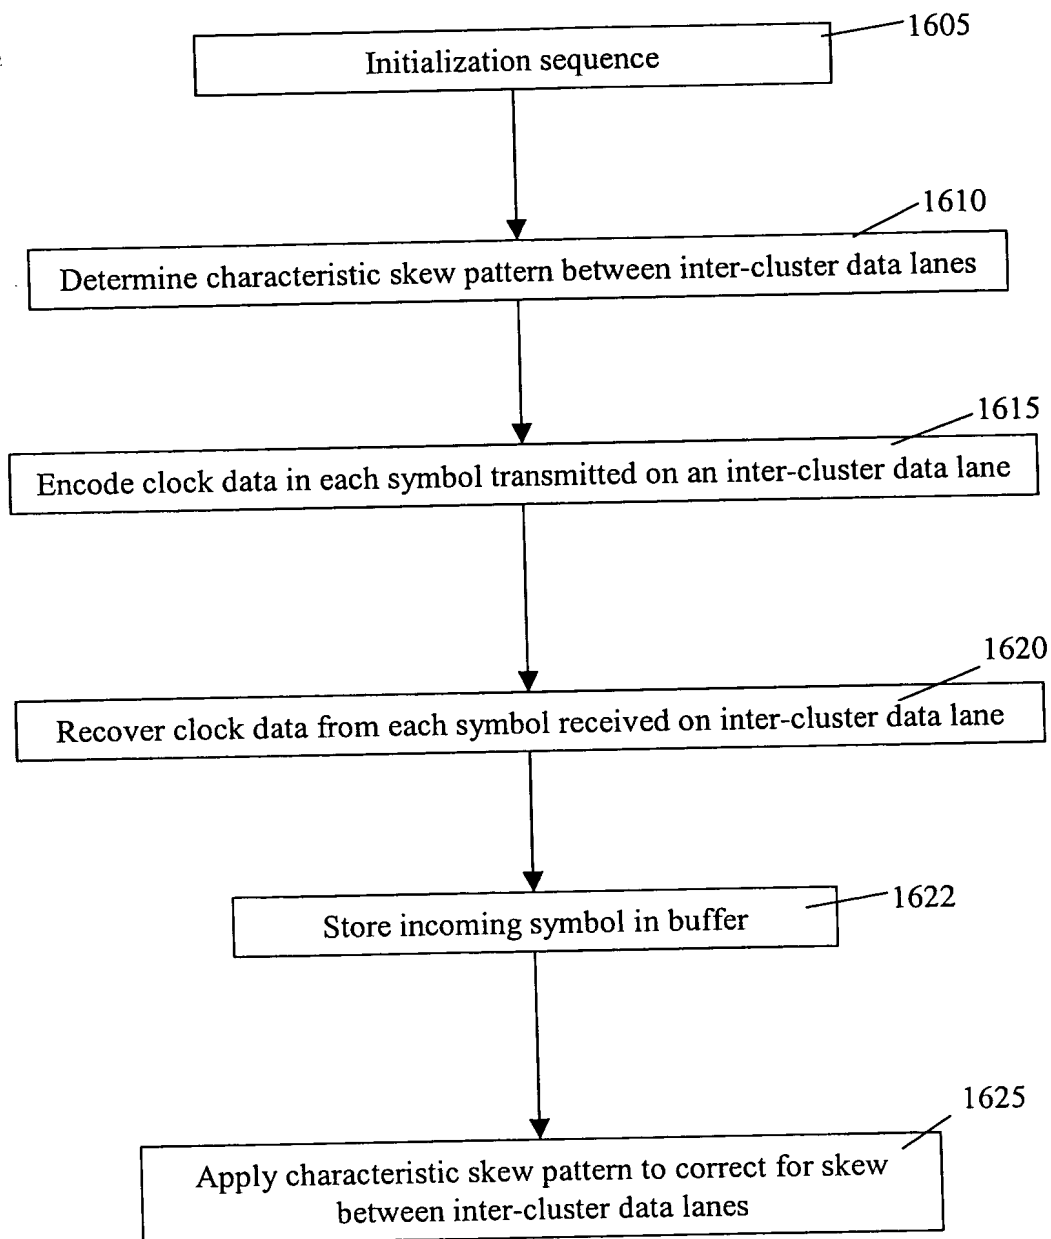 1605
Initialization sequence
1610
Determine characteristic skew pattern between inter-cluster data lanes
1615
Encode clock data in each symbol transmitted on an inter-cluster data lane
1620
Recover clock data from each symbol received on inter-cluster data lane
1622
Store incoming symbol in buffer
1625
Apply characteristic skew pattern to correct for skew
between inter-cluster data lanes